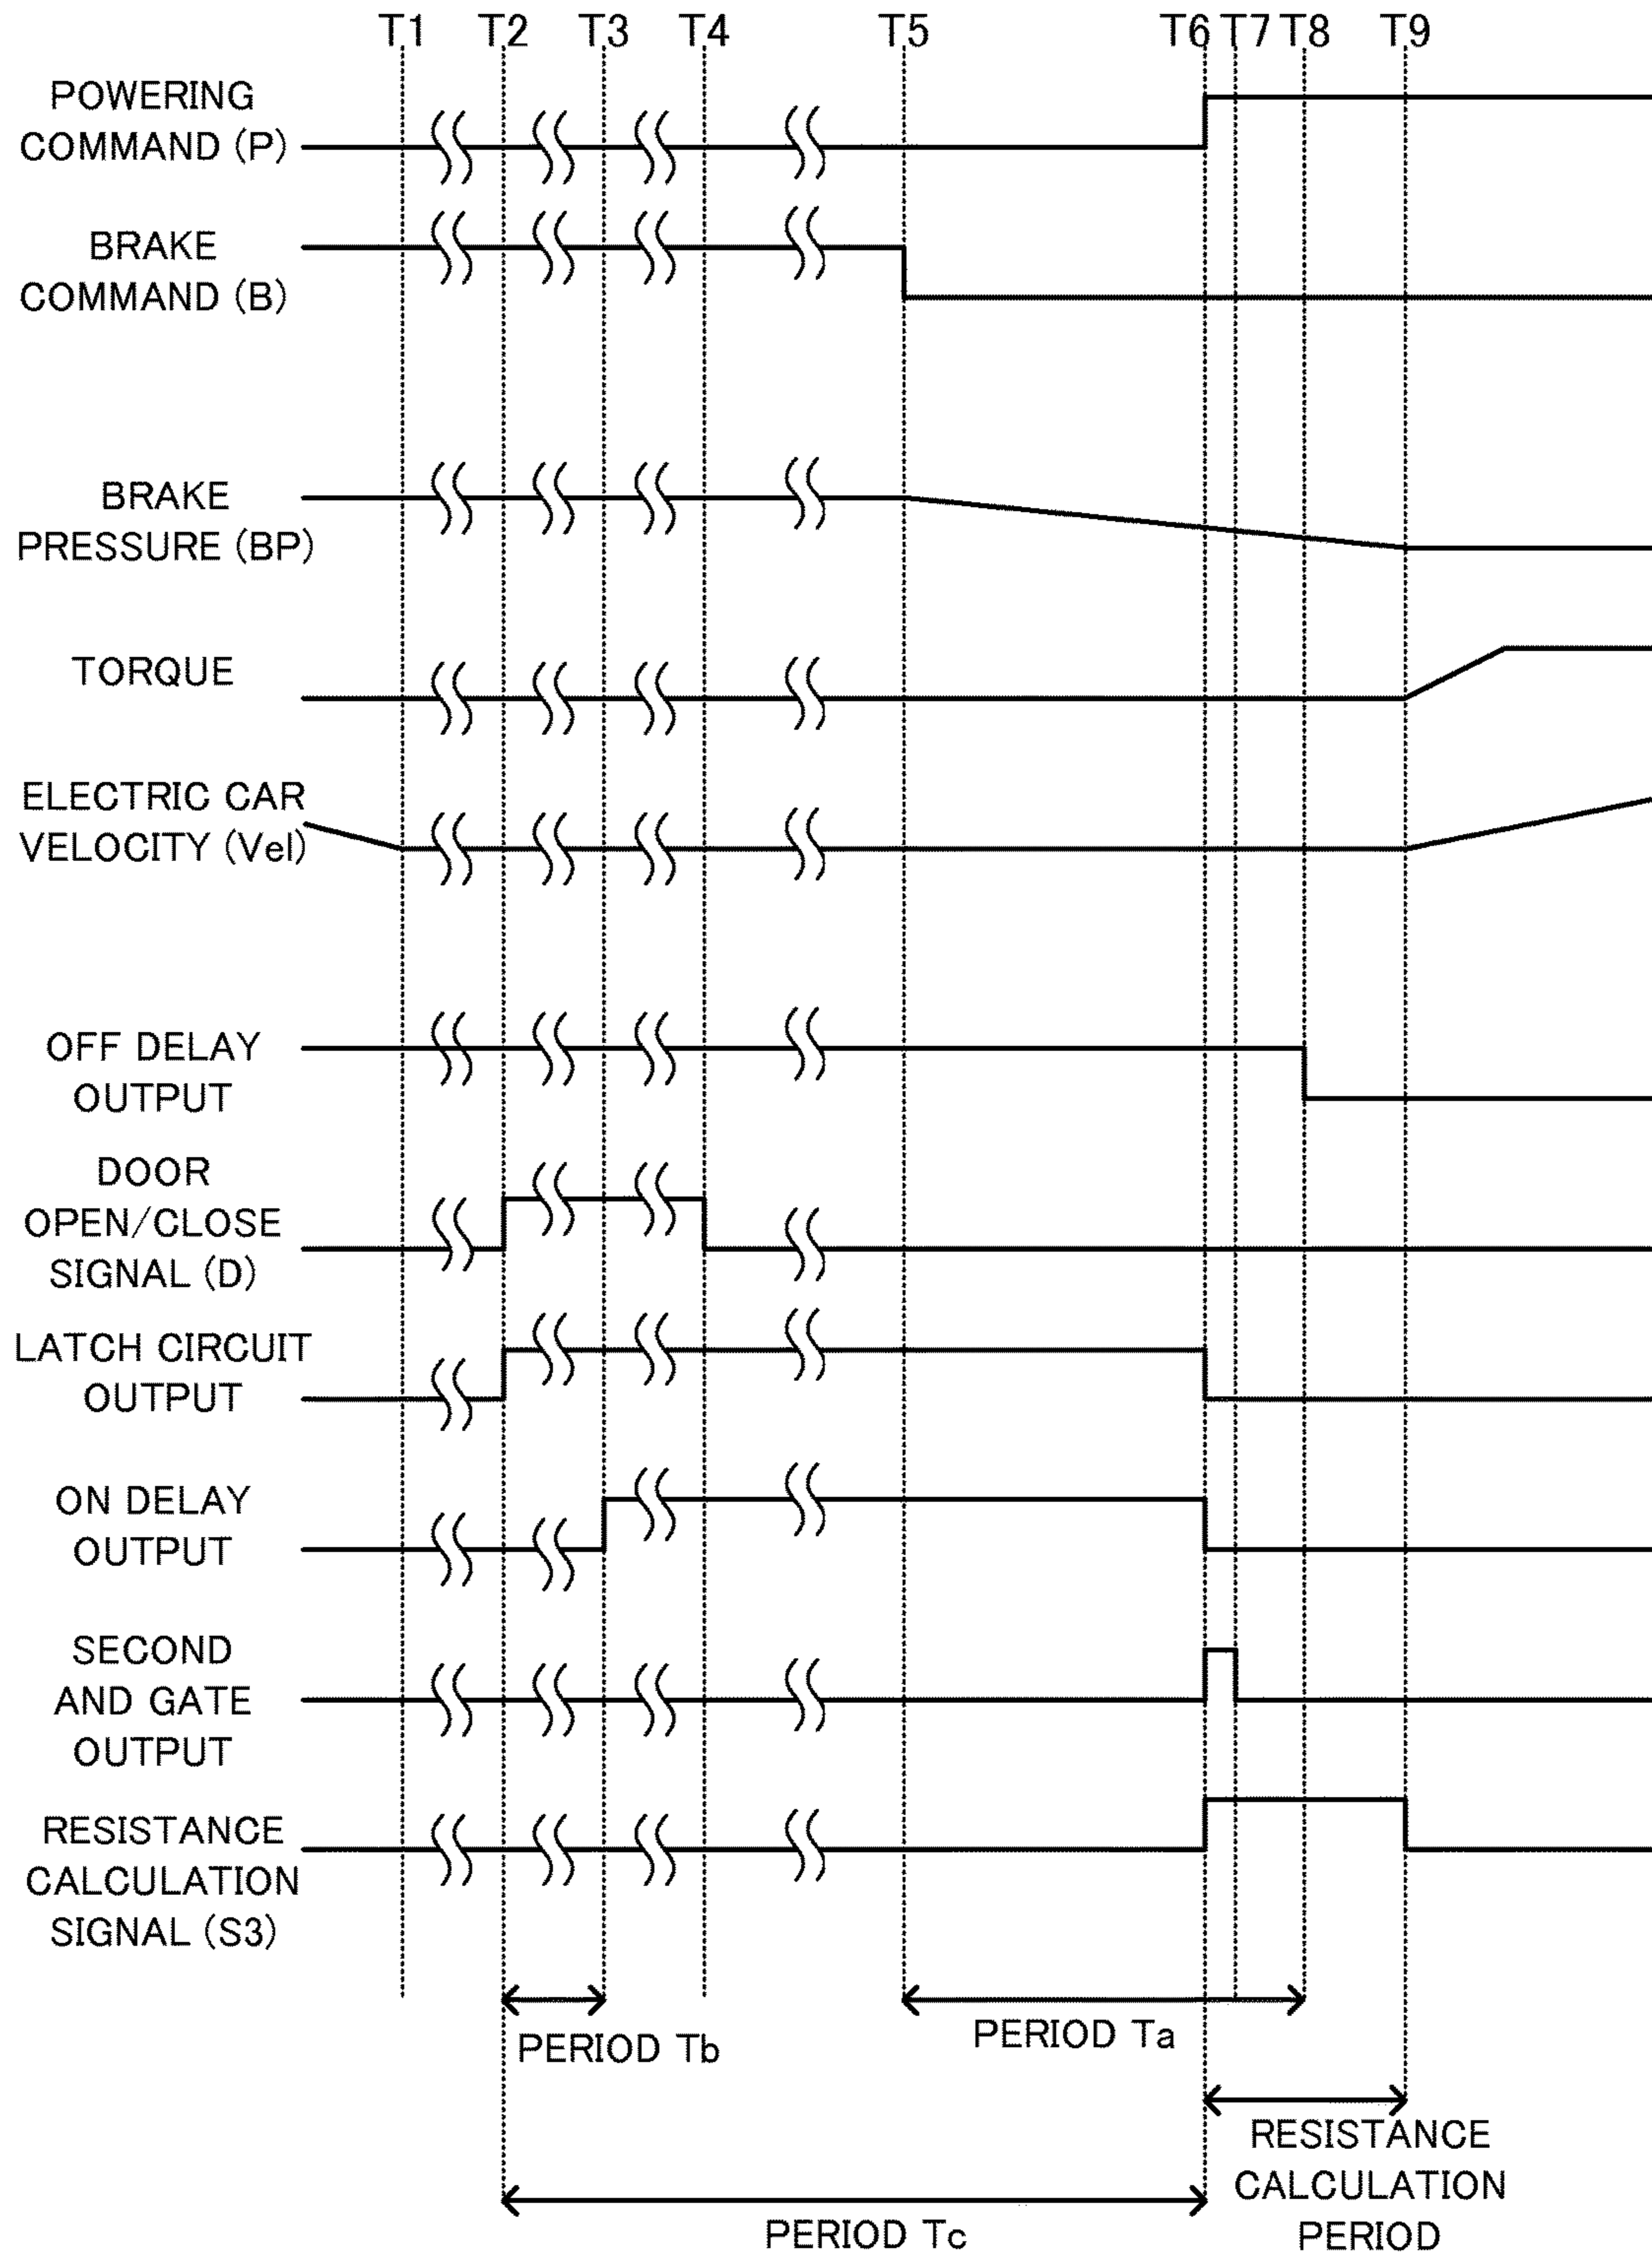 T1 T2 T3 T4 T5 T6 T7 T8 T9
POWERING
COMMAND (P)
BRAKE
COMMAND (B)
BRAKE
PRESSURE (BP)
TORQUE
ELECTRIC CAR
VELOCITY (Vel)
OFF DELAY
OUTPUT
DOOR
OPEN/CLOSE
SIGNAL (D)
LATCH CIRCUIT
OUTPUT
ON DELAY
OUTPUT
SECOND
AND GATE
OUTPUT
RESISTANCE
CALCULATION
SIGNAL (S3)
PERIOD Tb
PERIOD Ta
RESISTANCE
CALCULATION
PERIOD
PERIOD Tc